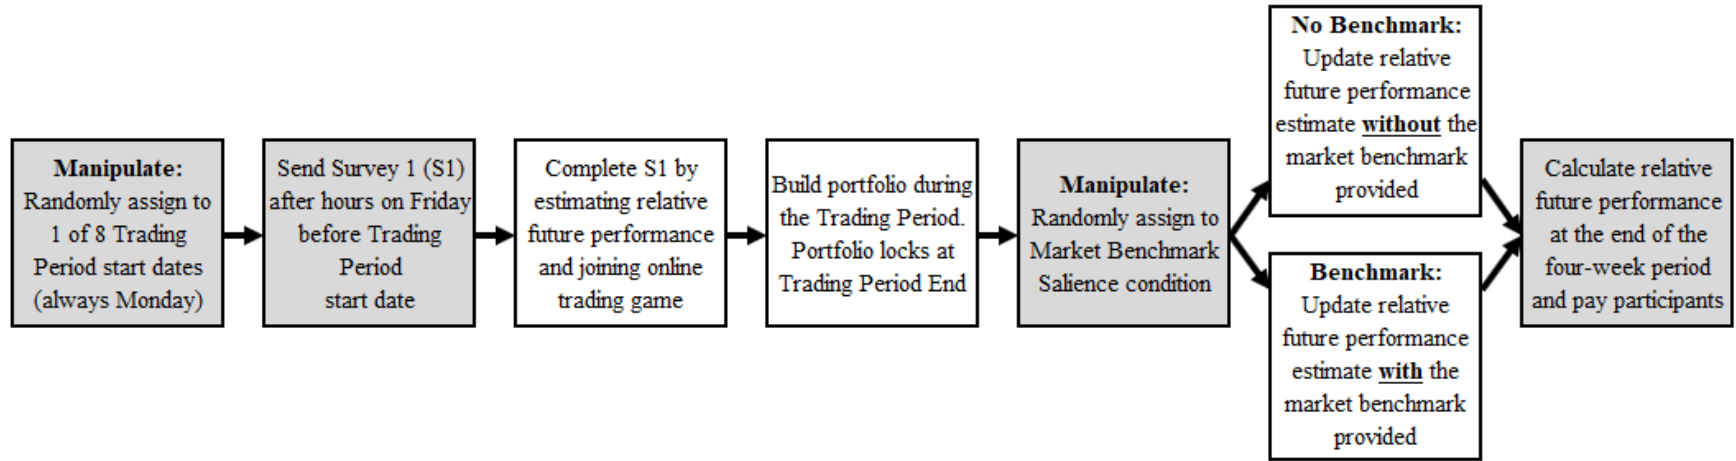 Manipulate:
Randomly assign to
1 of 8 Trading
Period start dates
(always Monday)
Send Survey 1 (S1)
after hours on Friday
before Trading
Period
start date
Complete S1 by
estimating relative
future performance
and joining online
trading game
Build portfolio during
the Trading Period.
Portfolio locks at
Trading Period End
Manipulate:
Randomly assign to
Market Benchmark
Salience condition
No Benchmark:
Update relative
future performance
estimate without the
market benchmark
provided
Benchmark:
Update relative
future performance
estimate with the
market benchmark
provided
Calculate relative
future performance
at the end of the
four-week period
and pay participants